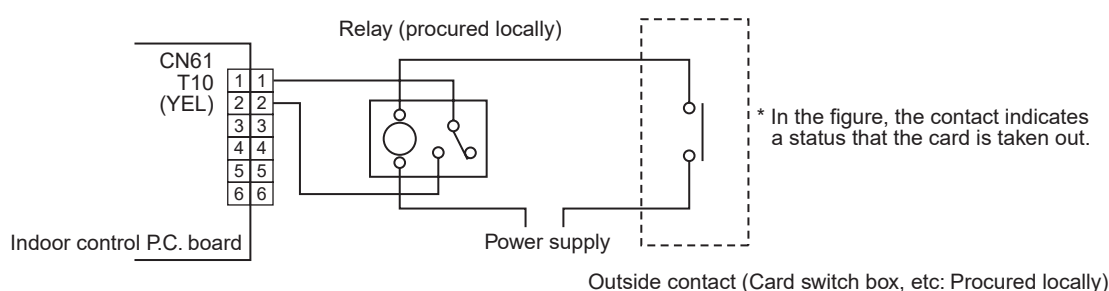 Relay (procured locally)
CN61
T10
(YEL)
1 1
2 2
3 3
4 4
5 5
6 6
* In the figure, the contact indicates
a status that the card is taken out.
Indoor control P.C. board
Power supply
Outside contact (Card switch box, etc: Procured locally)